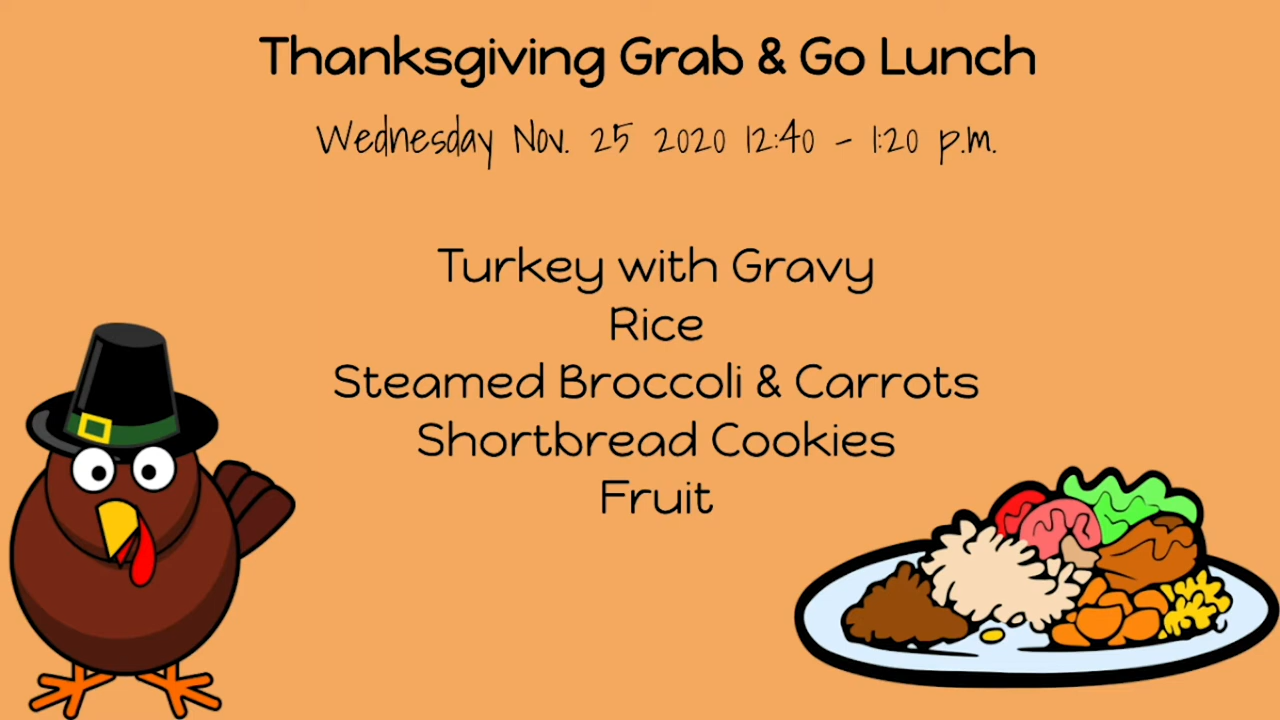 Thanksgiving Grab & Go Lunch
Wednesday Nov. 25 2020 12:40 - 1:20 p.m.
Turkey with Gravy
Rice
Steamed Broccoli & Carrots
Shortbread Cookies
Fruit